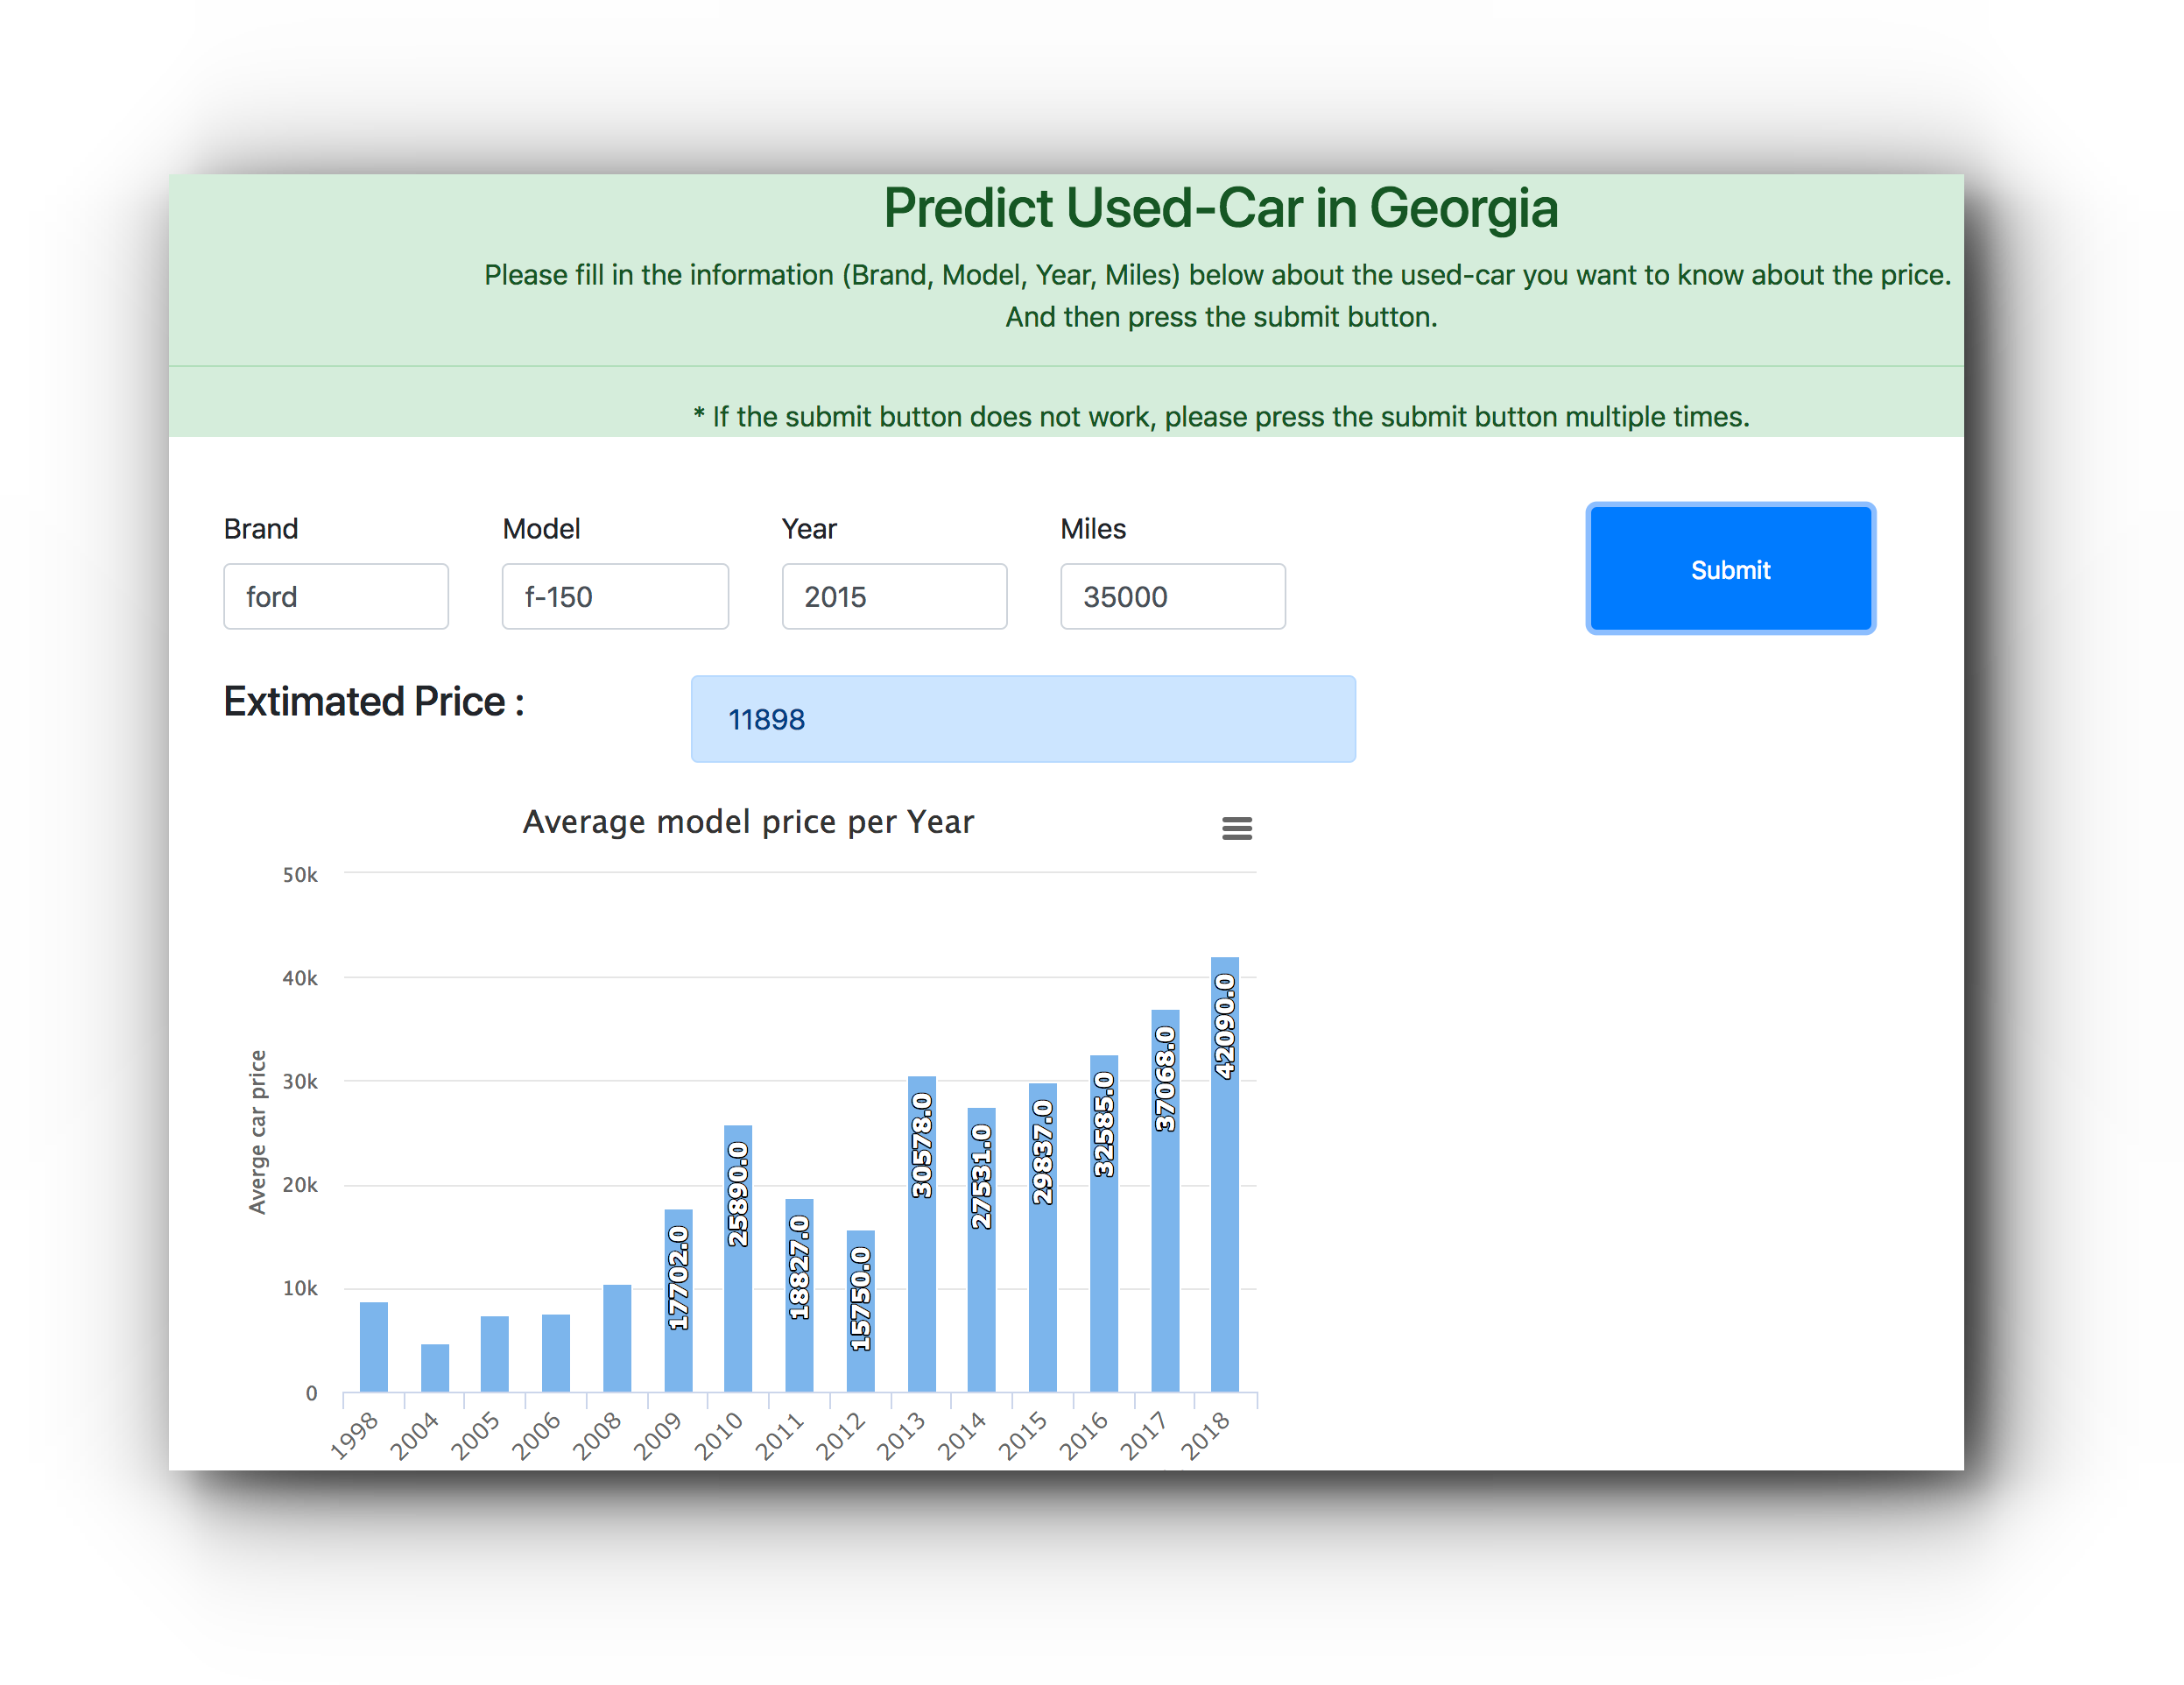 Predict Used-Car in Georgia
Please fill in the information (Brand, Model, Year, Miles) below about the used-car you want to know about the price.
And then press the submit button.
* If the submit button does not work, please press the submit button multiple times.
Brand Model Year Miles
ford f-150 2015 35000 Submit
Extimated Price : 11898
Average model price per Year
Averge car price
50k
40k
30k
20k
10k
0
17702.0
25890.0
18827.0
15750.0
30578.0
27531.0
29837.0
32585.0
37068.0
42090.0
1998 2004 2005 2006 2008 2009 2010 2011 2012 2013 2014 2015 2016 2017 2018